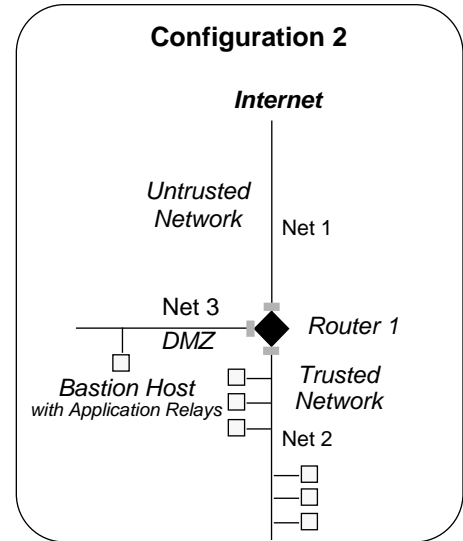 Configuration 2
Internet
Untrusted
Network
Net 1
Net 3
DMZ
Router 1
Bastion Host
with Application Relays
Trusted
Network
Net 2